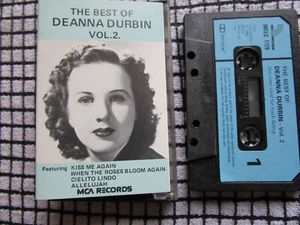 THE BEST OF
DEANNA DURBIN
VOL.2.
Featuring KISS ME AGAIN
WHEN THE ROSES BLOOM AGAIN
CIELITO LINDO
ALLELUJAH
MCA RECORDS
THE BEST OF
DEANNA DURBIN - Vol. 2
1